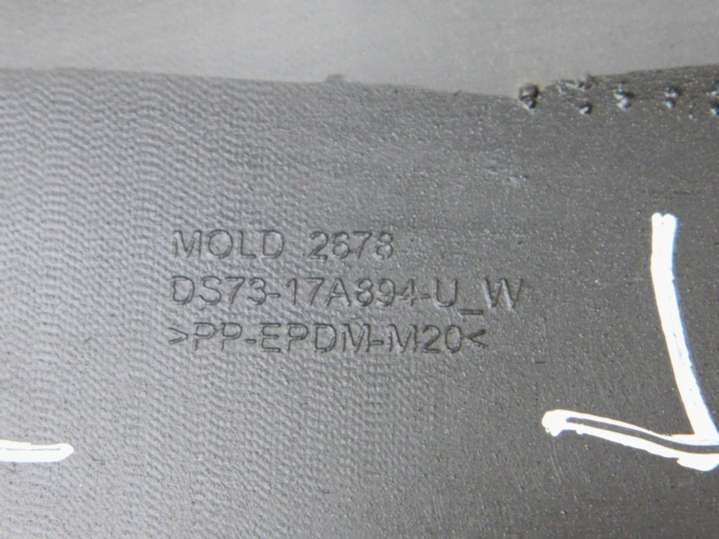 MOLD 2678
DS73-17A894-U_W
>PP-EPDM-M20<